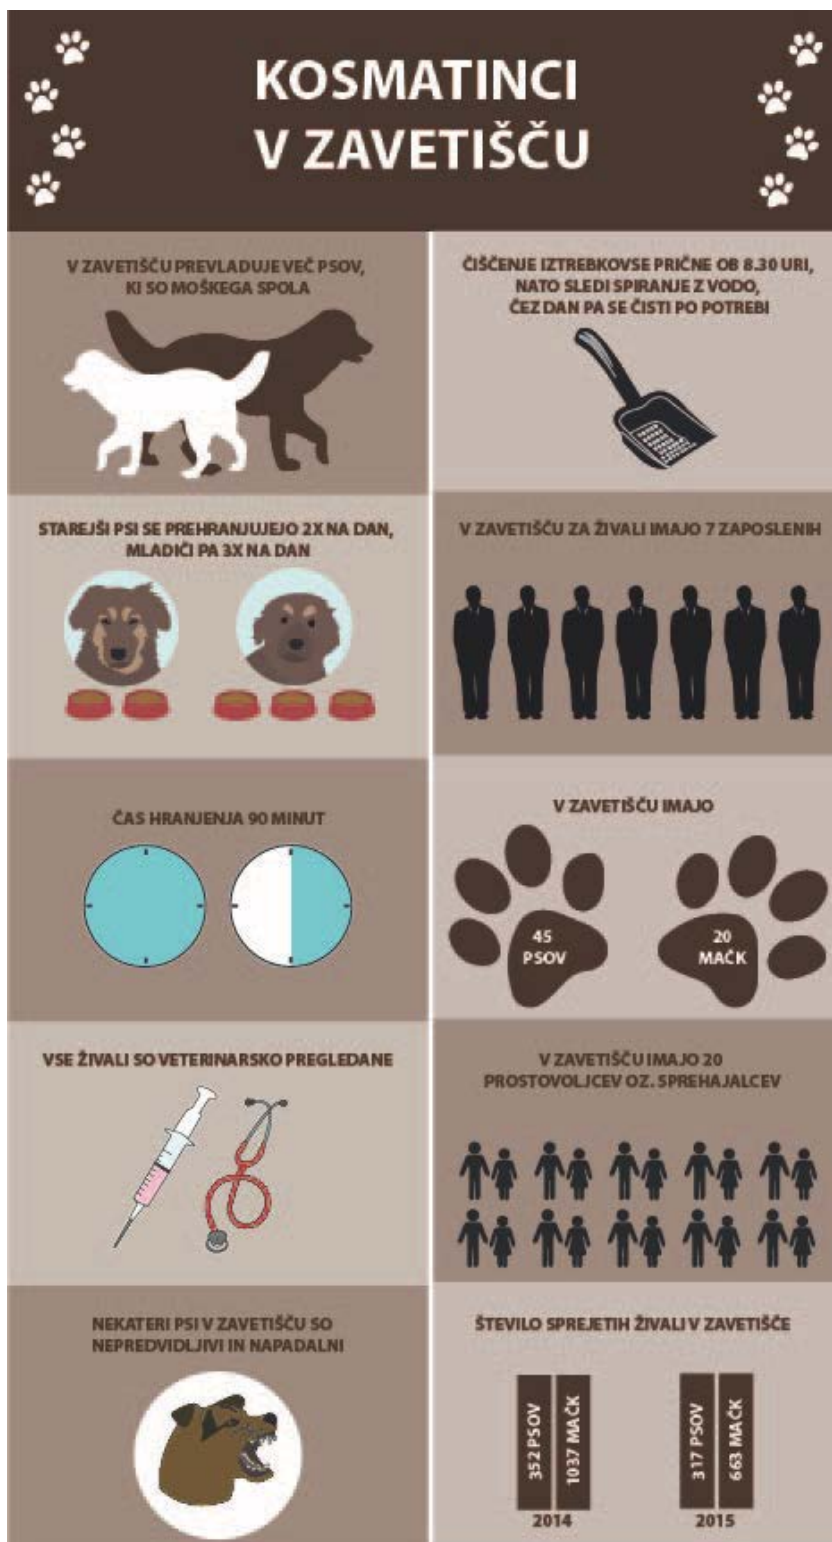 KOSMATINCI
V ZAVETIŠČU
V ZAVETIŠČU PREVLADUJE VEČ PSOV,
KI SO MOŠKEGA SPOLA
ČIŠČENJE IZTREBKOVSE PRIČNE OB 8.30 URI,
NATO SLEDI SPIRANJE Z VODO,
ČEZ DAN PA SE ČISTI PO POTREBI
STAREJŠI PSI SE PREHRANJUJEJO 2X NA DAN,
MLADIČI PA 3X NA DAN
V ZAVETIŠČU ZA ŽIVALI IMAJO 7 ZAPOSLENIH
ČAS HRANJENJA 90 MINUT
V ZAVETIŠČU IMAJO
45
PSOV
20
MAČK
VSE ŽIVALI SO VETERINARSKO PREGLEDANE
V ZAVETIŠČU IMAJO 20
PROSTOVOLJCEV OZ. SPREHAJALCEV
NEKATERI PSI V ZAVETIŠČU SO
NEPREDVIDLJIVI IN NAPADALNI
ŠTEVILO SPREJETIH ŽIVALI V ZAVETIŠČE
352 PSOV
1037 MAČK
2014
317 PSOV
663 MAČK
2015